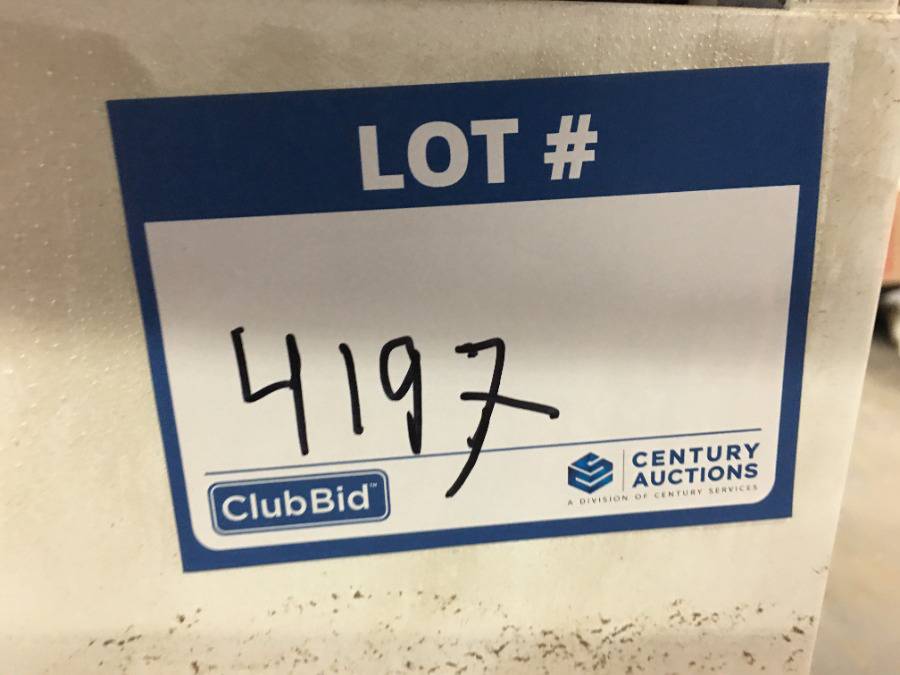 LOT #
4197
ClubBid™
CENTURY
AUCTIONS
A DIVISION OF CENTURY SERVICES